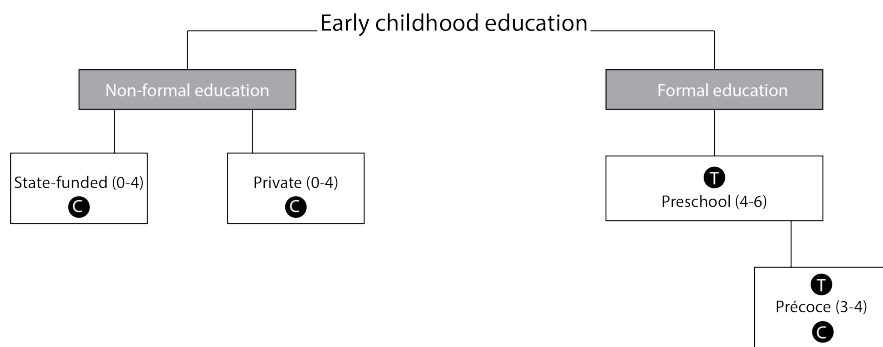 Early childhood education
Non-formal education
Formal education
State-funded (0-4)
C
Private (0-4)
C
T
Preschool (4-6)
T
Précoce (3-4)
C